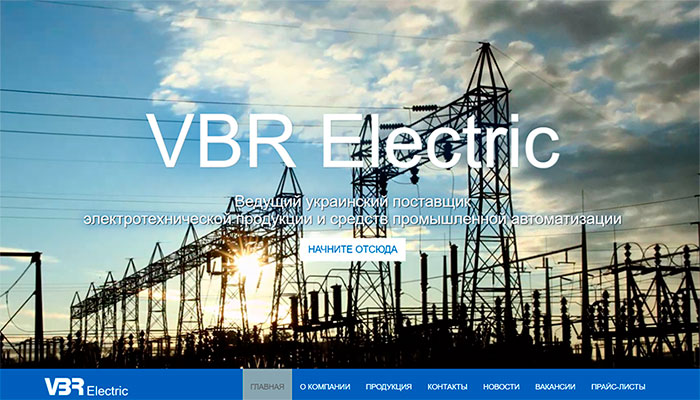 VBR Electric
Ведущий украинский поставщик
электротехнической продукции и средств промышленной автоматизации
НАЧНИТЕ ОТСЮДА
VBR Electric
ГЛАВНАЯ О КОМПАНИИ ПРОДУКЦИЯ КОНТАКТЫ НОВОСТИ ВАКАНСИИ ПРАЙС-ЛИСТЫ